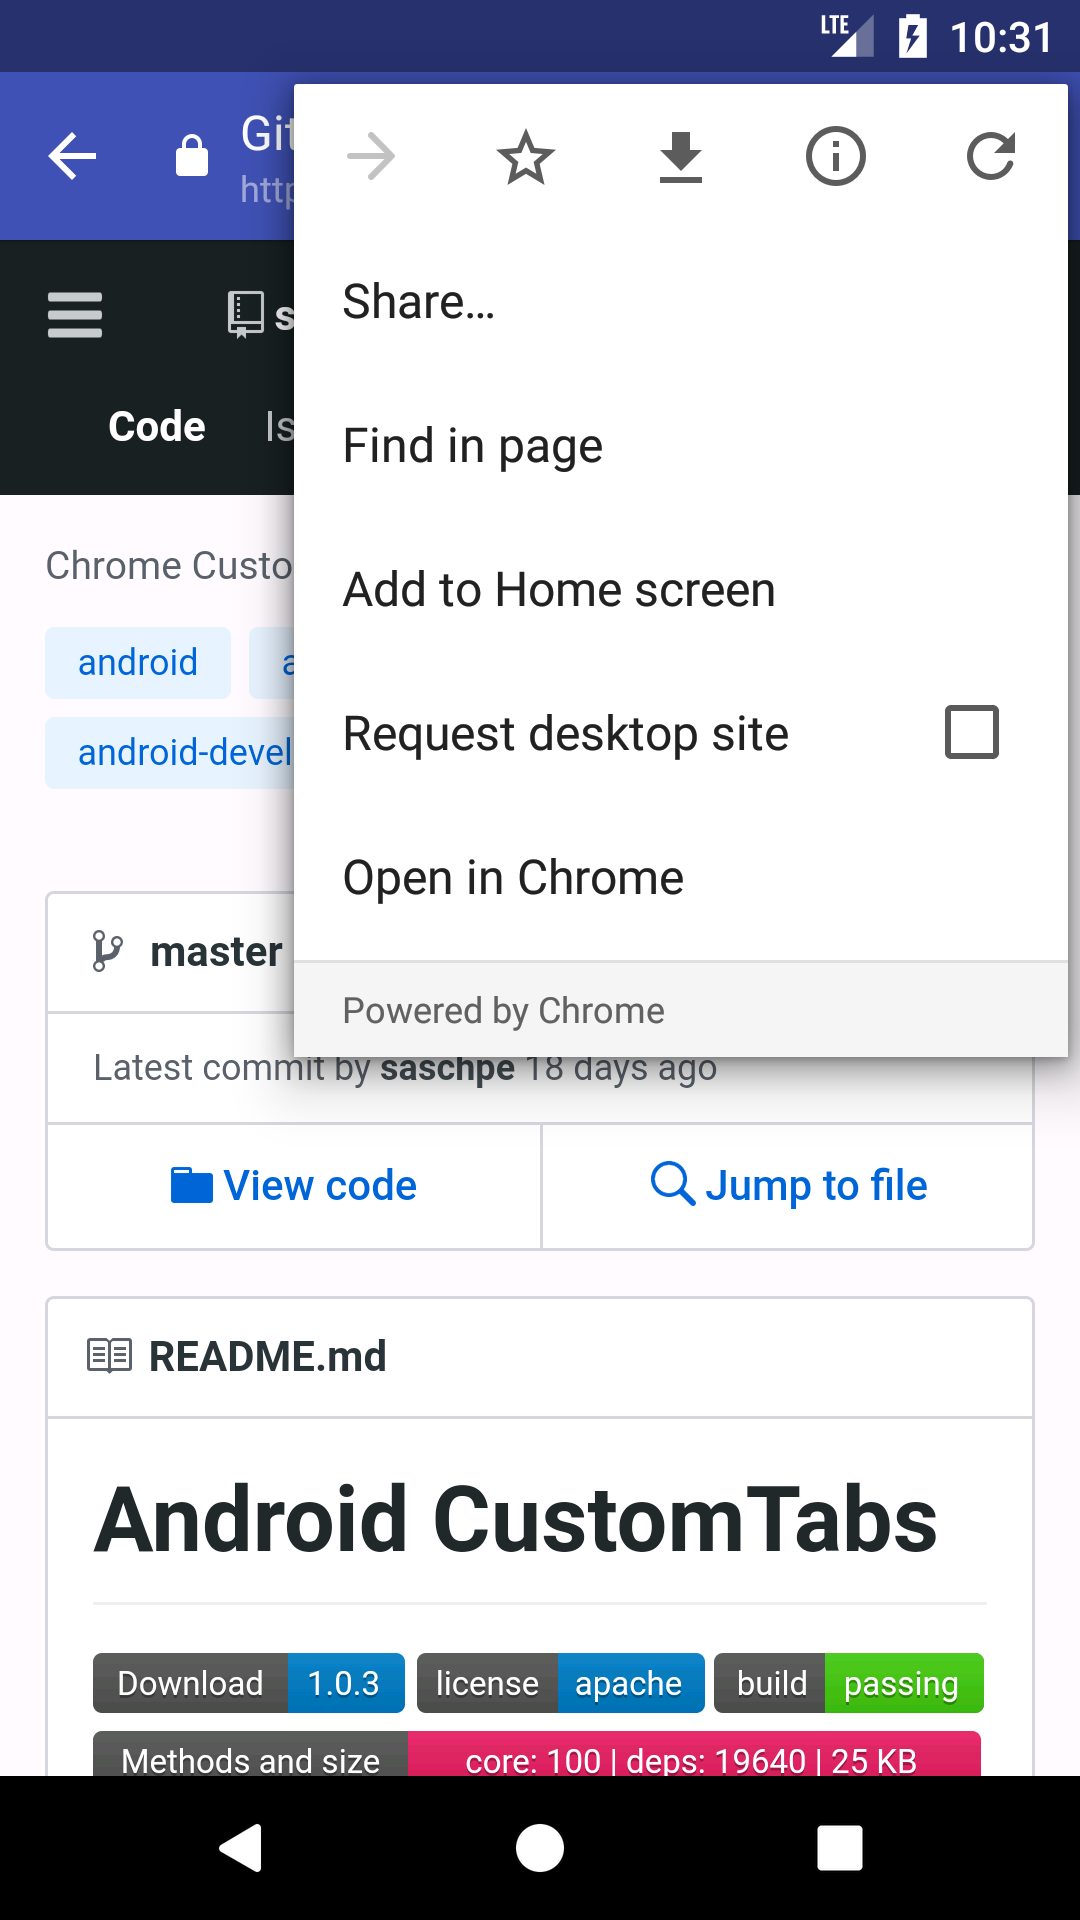 LTE 10:31
Git
http
Share...
Find in page
Code Is
Add to Home screen
Chrome Custo
android
Request desktop site
android-devel
Open in Chrome
master
Powered by Chrome
Latest commit by saschpe 18 days ago
View code Jump to file
README.md
Android CustomTabs
Download 1.0.3 license apache build passing
Methods and size core: 100 | deps: 19640 | 25 KB